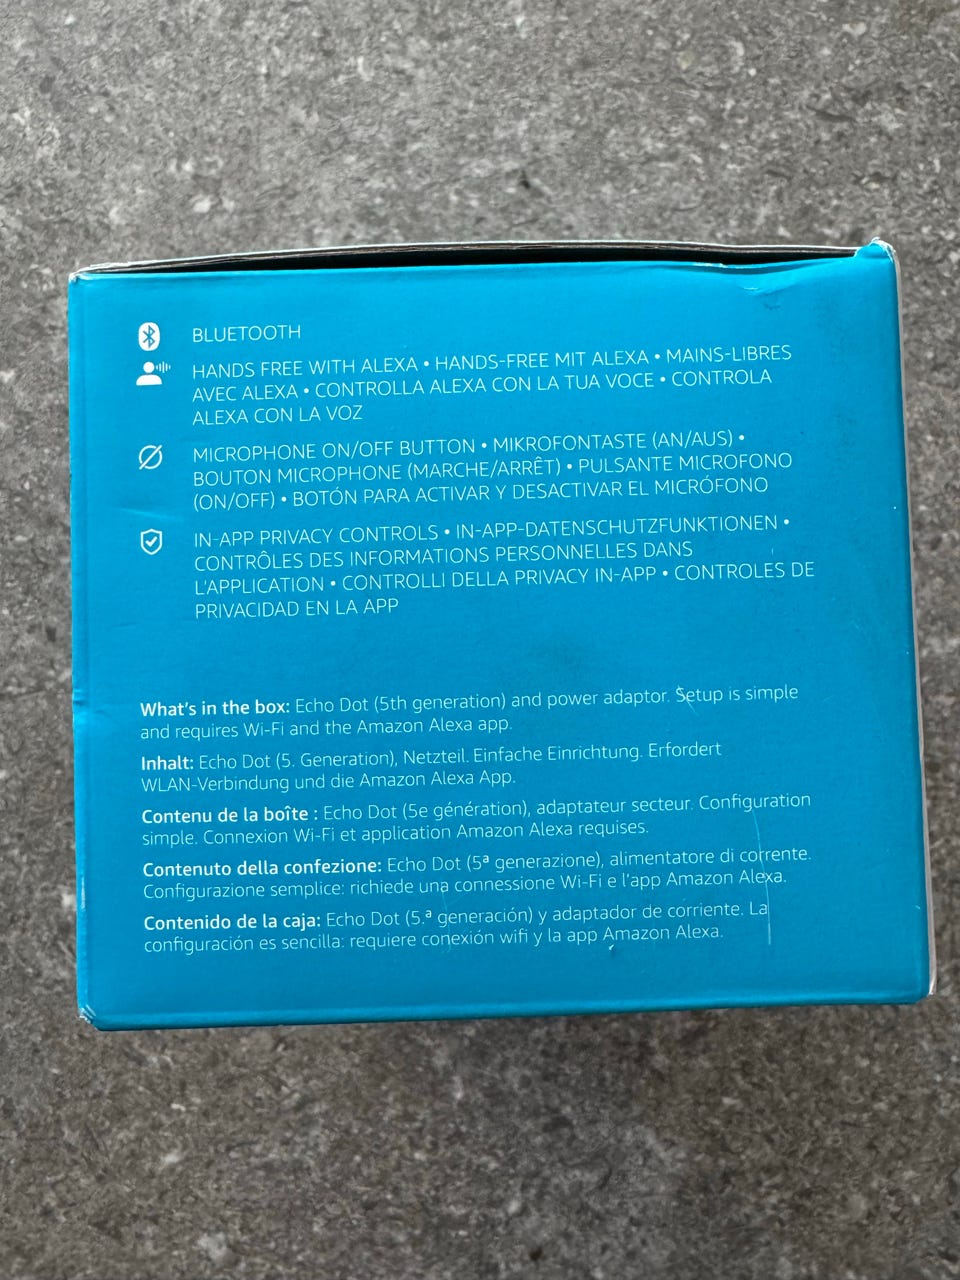 BLUETOOTH
HANDS FREE WITH ALEXA • HANDS-FREE MIT ALEXA • MAINS-LIBRES
AVEC ALEXA • CONTROLLA ALEXA CON LA TUA VOCE • CONTROLA
ALEXA CON LA VOZ
MICROPHONE ON/OFF BUTTON • MIKROFONTASTE (AN/AUS) •
BOUTON MICROPHONE (MARCHE/ARRÊT) • PULSANTE MICROFONO
(ON/OFF) • BOTÓN PARA ACTIVAR Y DESACTIVAR EL MICRÓFONO
IN-APP PRIVACY CONTROLS • IN-APP-DATENSCHUTZFUNKTIONEN •
CONTRÔLES DES INFORMATIONS PERSONNELLES DANS
L'APPLICATION • CONTROLLI DELLA PRIVACY IN-APP • CONTROLES DE
PRIVACIDAD EN LA APP
What's in the box: Echo Dot (5th generation) and power adaptor. Setup is simple
and requires Wi-Fi and the Amazon Alexa app.
Inhalt: Echo Dot (5. Generation), Netzteil. Einfache Einrichtung. Erfordert
WLAN-Verbindung und die Amazon Alexa App.
Contenu de la boîte : Echo Dot (5e génération), adaptateur secteur. Configuration
simple. Connexion Wi-Fi et application Amazon Alexa requises.
Contenuto della confezione: Echo Dot (5ª generazione), alimentatore di corrente.
Configurazione semplice: richiede una connessione Wi-Fi e l'app Amazon Alexa.
Contenido de la caja: Echo Dot (5.ª generación) y adaptador de corriente. La
configuración es sencilla: requiere conexión wifi y la app Amazon Alexa.